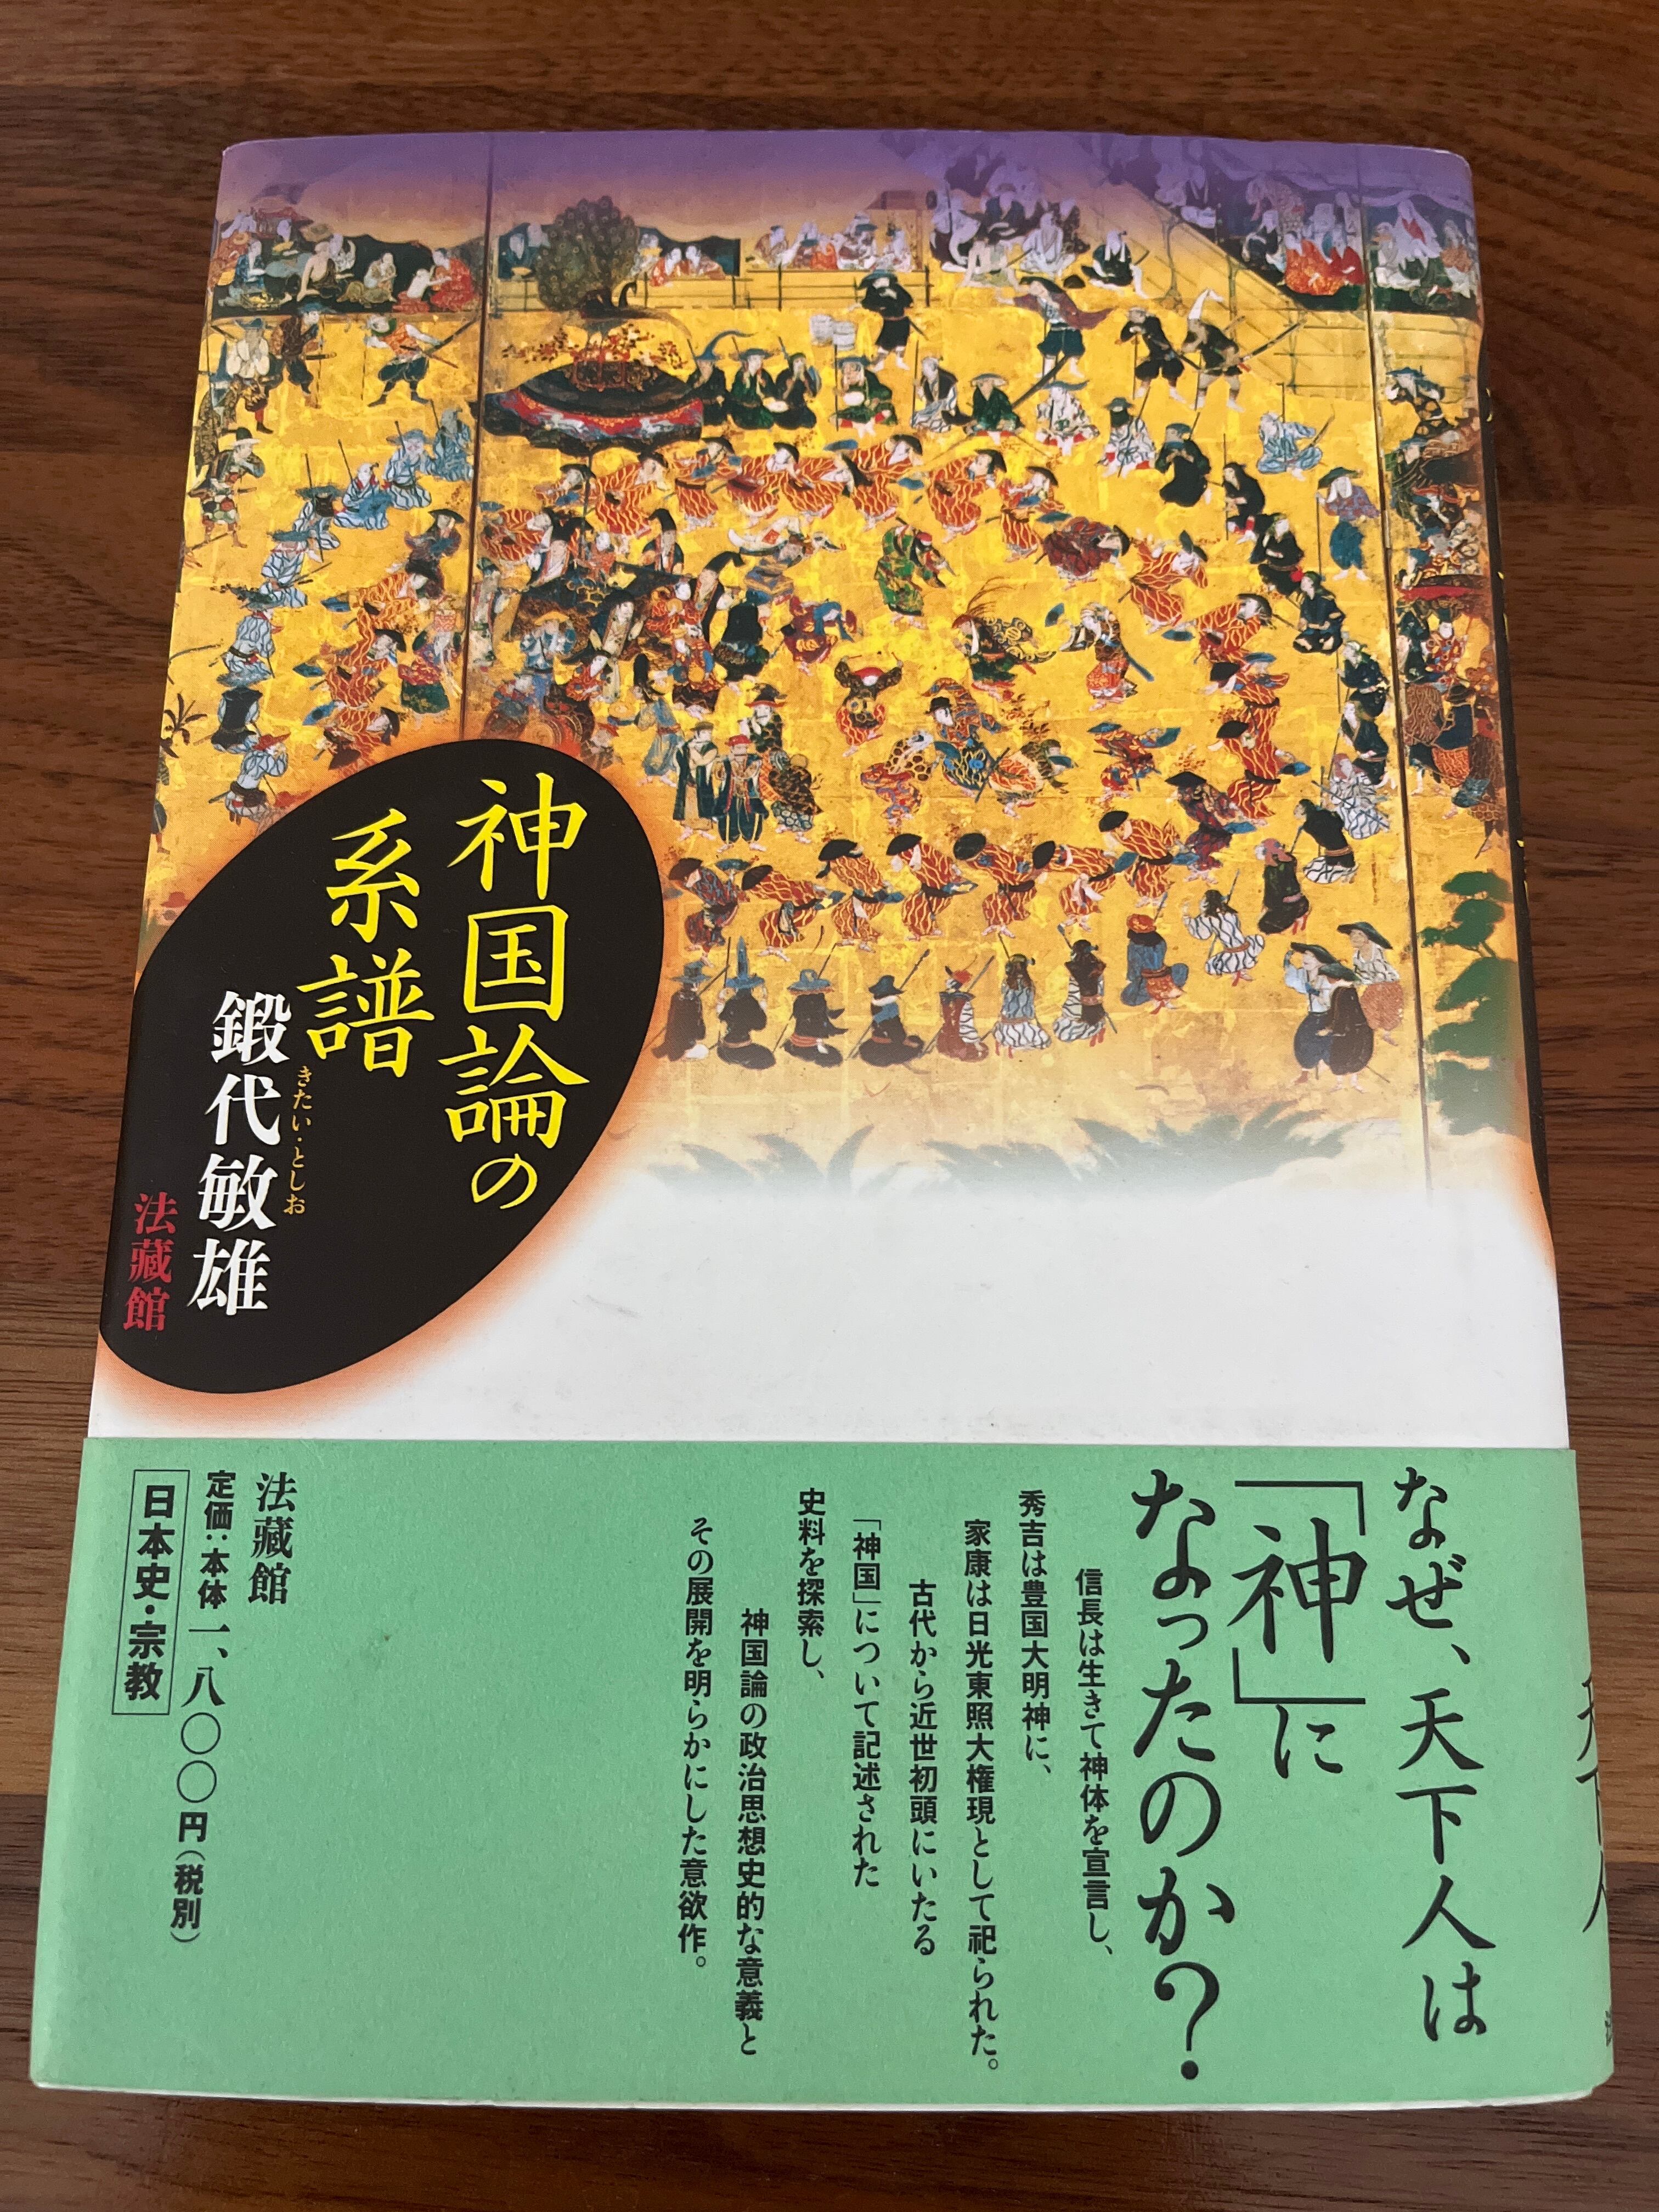 神国論の
系譜
鍛代敏雄
きたい・としお
法藏館
なぜ、天下人は
「神」に
なったのか?
信長は生きて神体を宣言し、
秀吉は豊国大明神に、
家康は日光東照大権現として祀られた。
古代から近世初頭にいたる
「神国」について記述された
史料を探索し、
神国論の政治思想史的な意義と
その展開を明らかにした意欲作。
法藏館
定価:本体一、八〇〇円(税別)
日本史・宗教
天下人